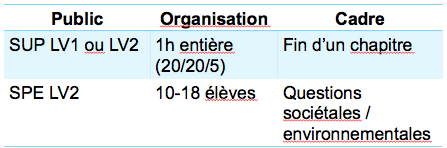 Public Organisation Cadre
SUP LV1 ou LV2 1h entière Fin d'un chapitre
(20/20/5)
SPE LV2 10-18 élèves Questions
sociétales /
environnementales